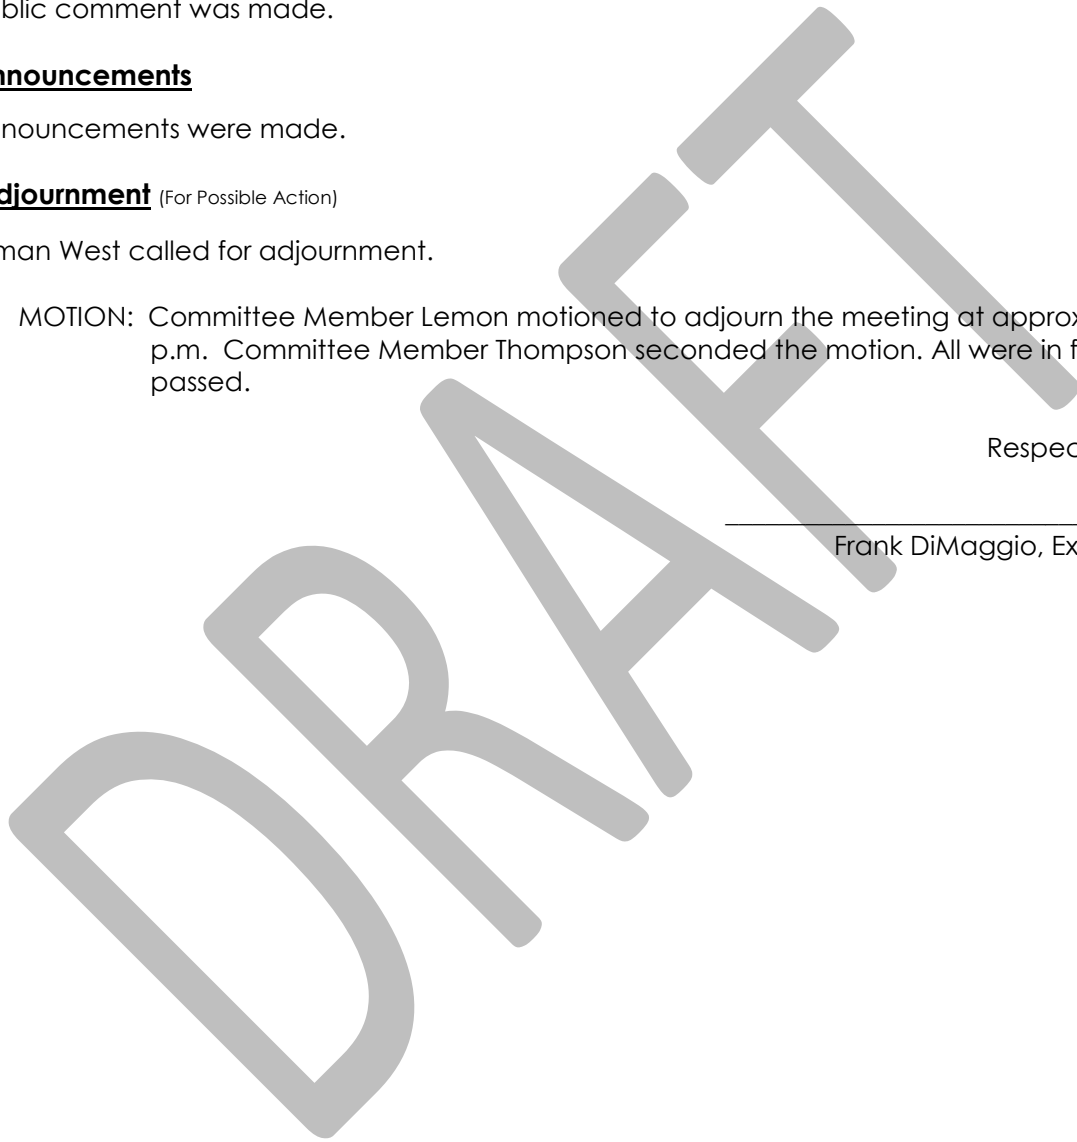 blic comment was made.
nnouncements
nouncements were made.
djournment (For Possible Action)
man West called for adjournment.
MOTION: Committee Member Lemon motioned to adjourn the meeting at approx
p.m. Committee Member Thompson seconded the motion. All were in f
passed.
Respec
Frank DiMaggio, Ex
DRAFT